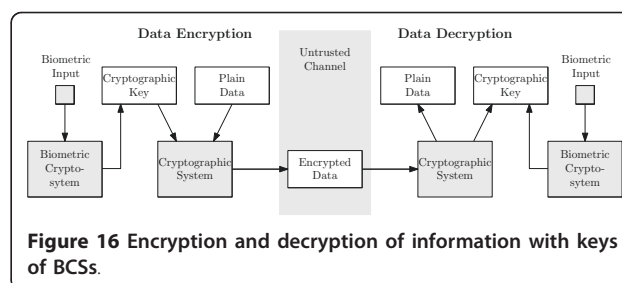 Data Encryption
Untrusted
Channel
Data Decryption
Biometric
Input
Cryptographic
Key
Plain
Data
Plain
Data
Cryptographic
Key
Biometric
Input
Biometric
Crypto-
sytem
Cryptographic
System
Encrypted
Data
Cryptographic
System
Biometric
Crypto-
sytem
Figure 16 Encryption and decryption of information with keys
of BCSs.